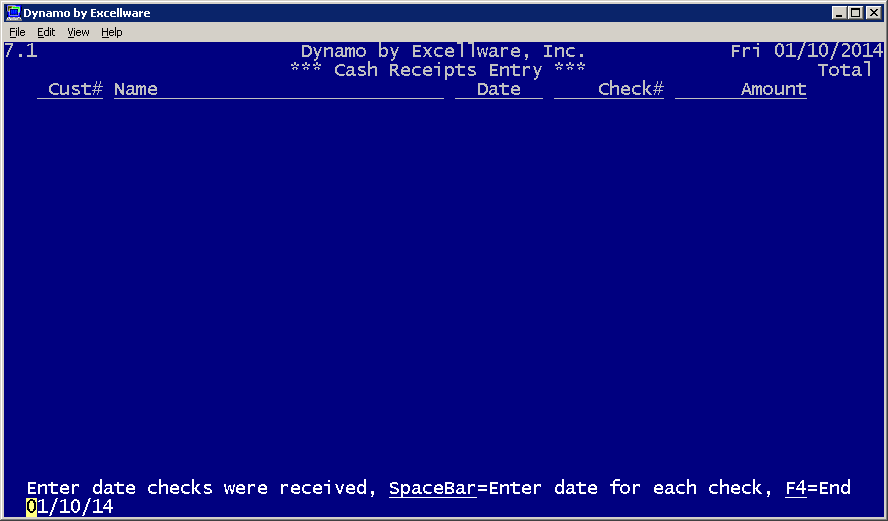 Dynamo by Excellware
File Edit View Help
7.1 Dynamo by Excellware, Inc. Fri 01/10/2014
*** Cash Receipts Entry *** Total
Cust# Name Date Check# Amount
Enter date checks were received, SpaceBar=Enter date for each check, F4=End
01/10/14